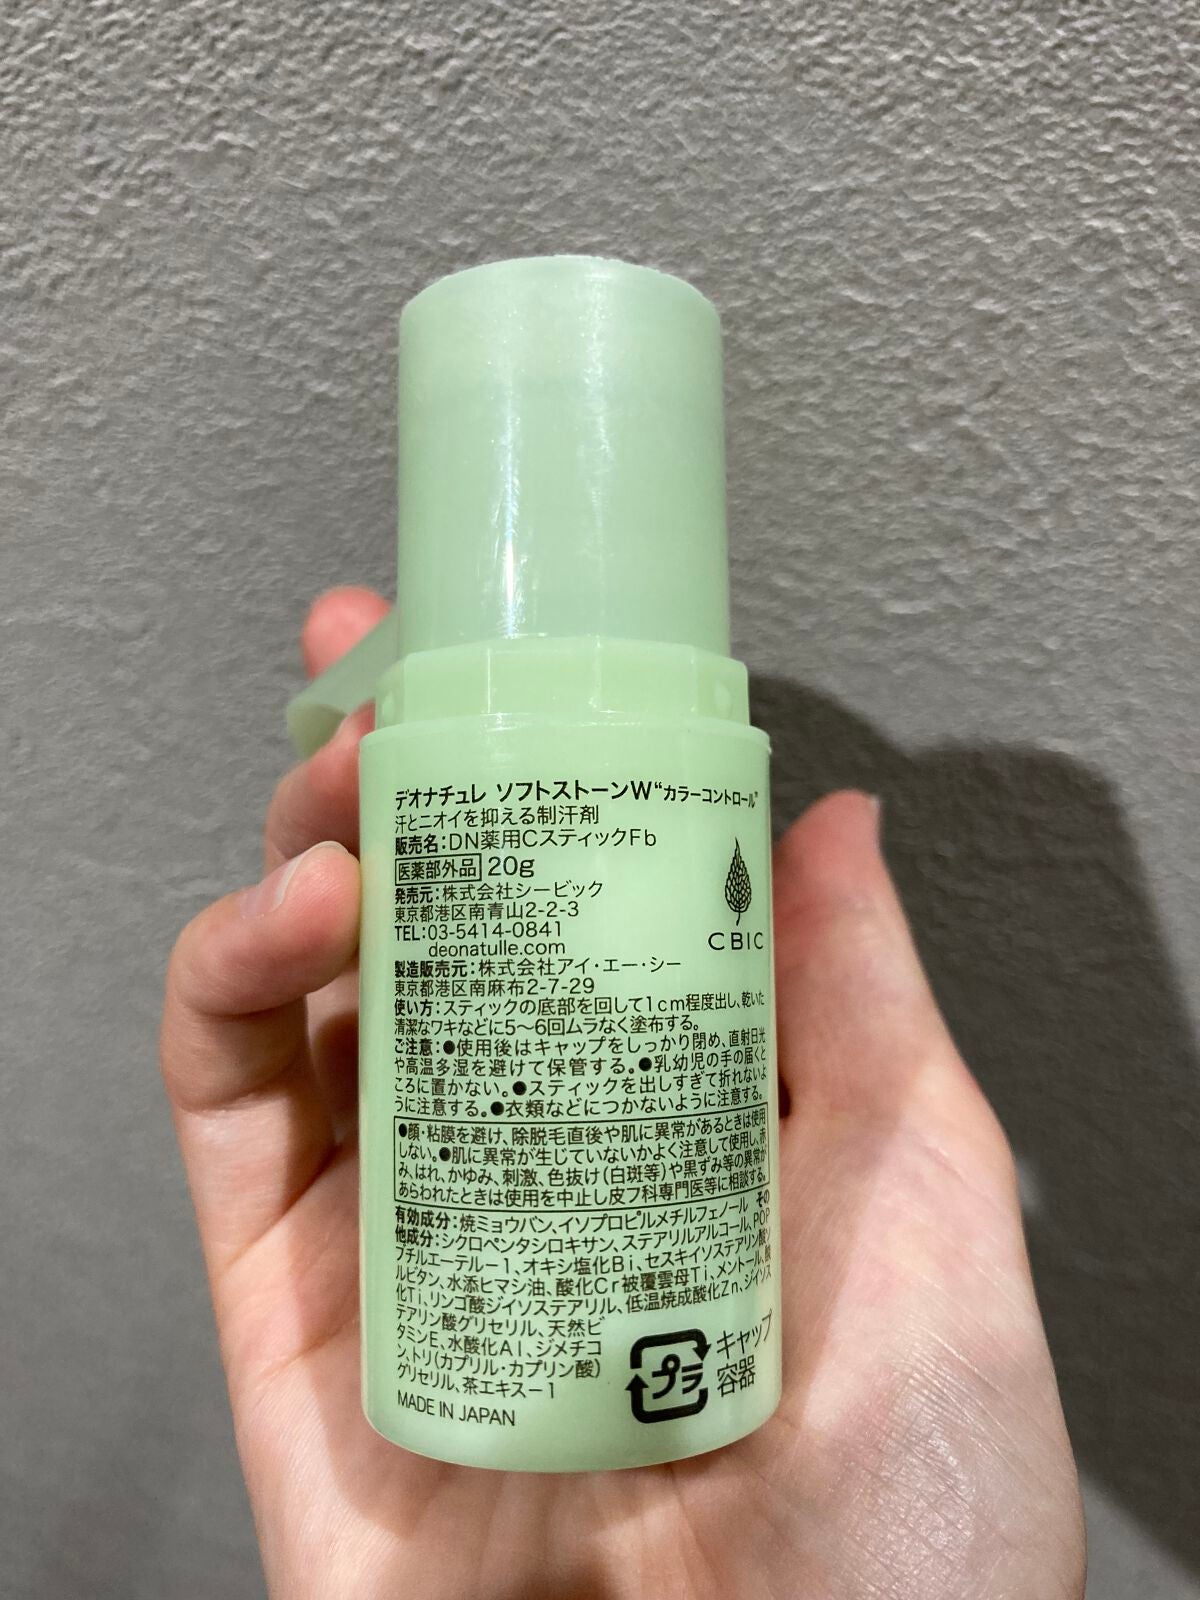 デオナチュレ ソフトストーンW“カラーコントロール”
汗とニオイを抑える制汗剤
販売名:DN薬用CスティックFb
医薬部外品 20g
発売元:株式会社シービック
東京都港区南青山2-2-3
TEL:03-5414-0841
deonatulle.com
CBIC
製造販売元:株式会社アイ・エー・シー
東京都港区南麻布2-7-29
使い方:スティックの底部を回して1cm程度出し、乾いた
清潔なワキなどに5〜6回ムラなく塗布する。
ご注意:●使用後はキャップをしっかり閉め、直射日光
や高温多湿を避けて保管する。●乳幼児の手の届くと
ころに置かない。●スティックを出しすぎて折れないよ
うに注意する。●衣類などにつかないように注意する。
●顔・粘膜を避け、除脱毛直後や肌に異常があるときは使用
しない。●肌に異常が生じていないかよく注意して使用し、赤
み、はれ、かゆみ、刺激、色抜け(白斑等)や黒ずみ等の異常が
あらわれたときは使用を中止し皮フ科専門医等に相談する。
有効成分:焼ミョウバン、イソプロピルメチルフェノール その
他成分:シクロペンタシロキサン、ステアリルアルコール、POP
ブチルエーテル-1、オキシ塩化Bi、セスキイソステアリン酸ソ
ルビタン、水添ヒマシ油、酸化Cr被覆雲母Ti、メントール、酸
化Ti、リンゴ酸ジイソステアリル、低温焼成酸化Zn、ジイソス
テアリン酸グリセリル、天然ビ
タミンE、水酸化Al、ジメチコ
ン、トリ(カプリル・カプリン酸)
グリセリル、茶エキス-1
MADE IN JAPAN
プラ
キャップ
容器